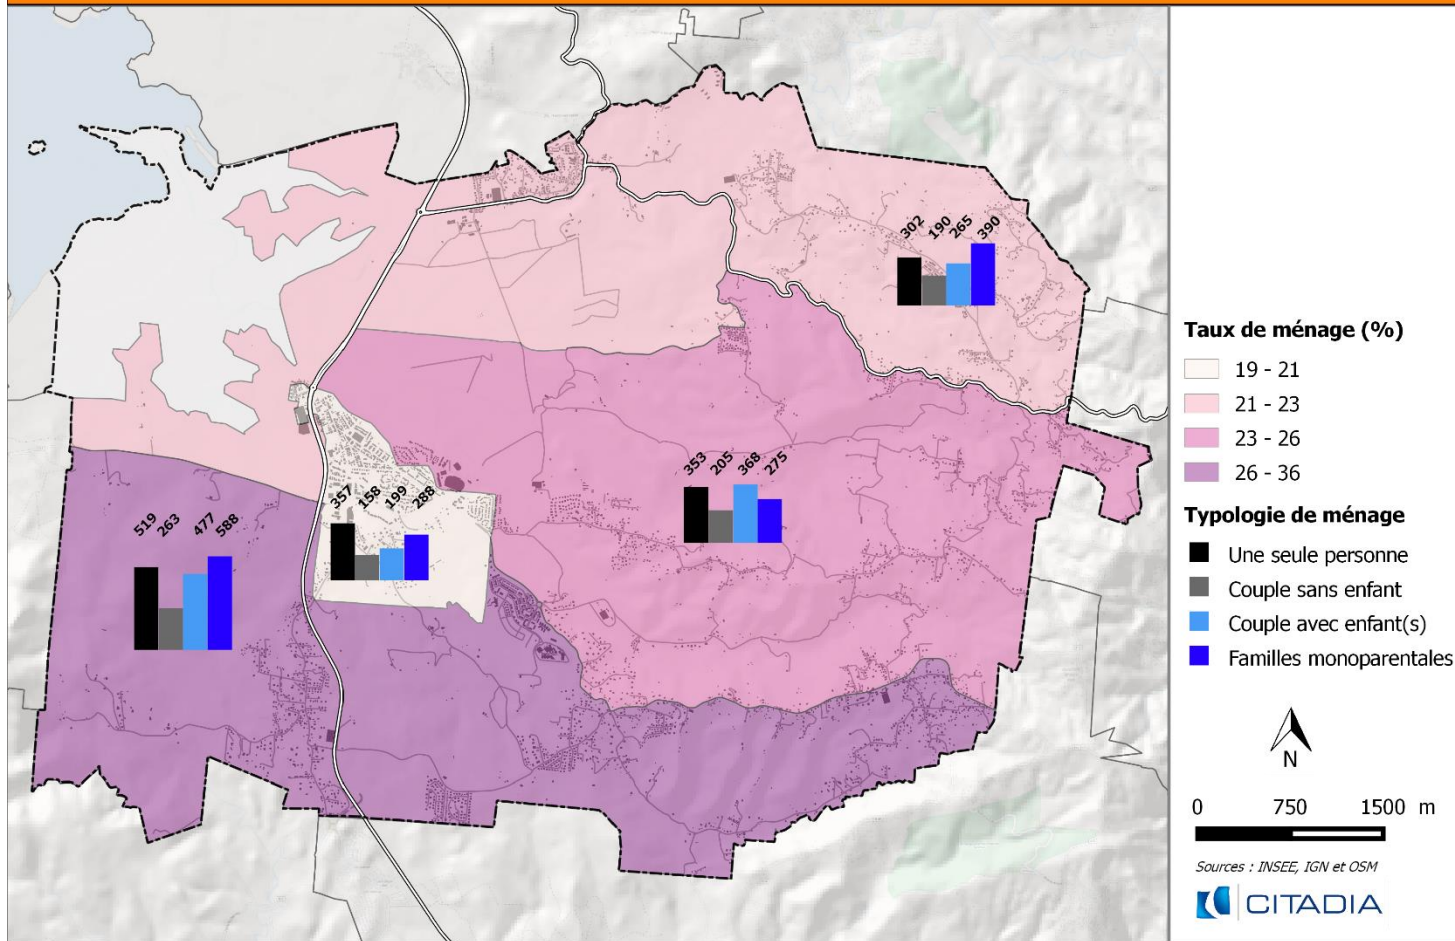 302 190 265 390
353 205 368 275
357 158 199 288
519 263 477 588
Taux de ménage (%)
19 - 21
21 - 23
23 - 26
26 - 36
Typologie de ménage
Une seule personne
Couple sans enfant
Couple avec enfant(s)
Familles monoparentales
N
0 750 1500 m
Sources : INSEE, IGN et OSM
CITADIA